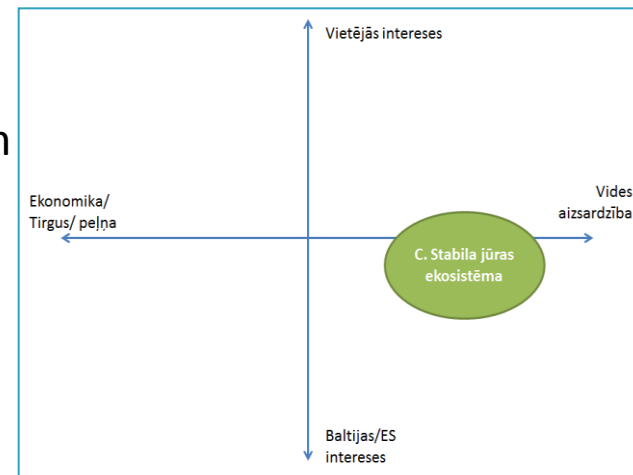 Vietējās intereses
Ekonomika/
Tirgus/ peļņa
Vides
aizsardzība
C. Stabila jūras
ekosistēma
Baltijas/ES
intereses